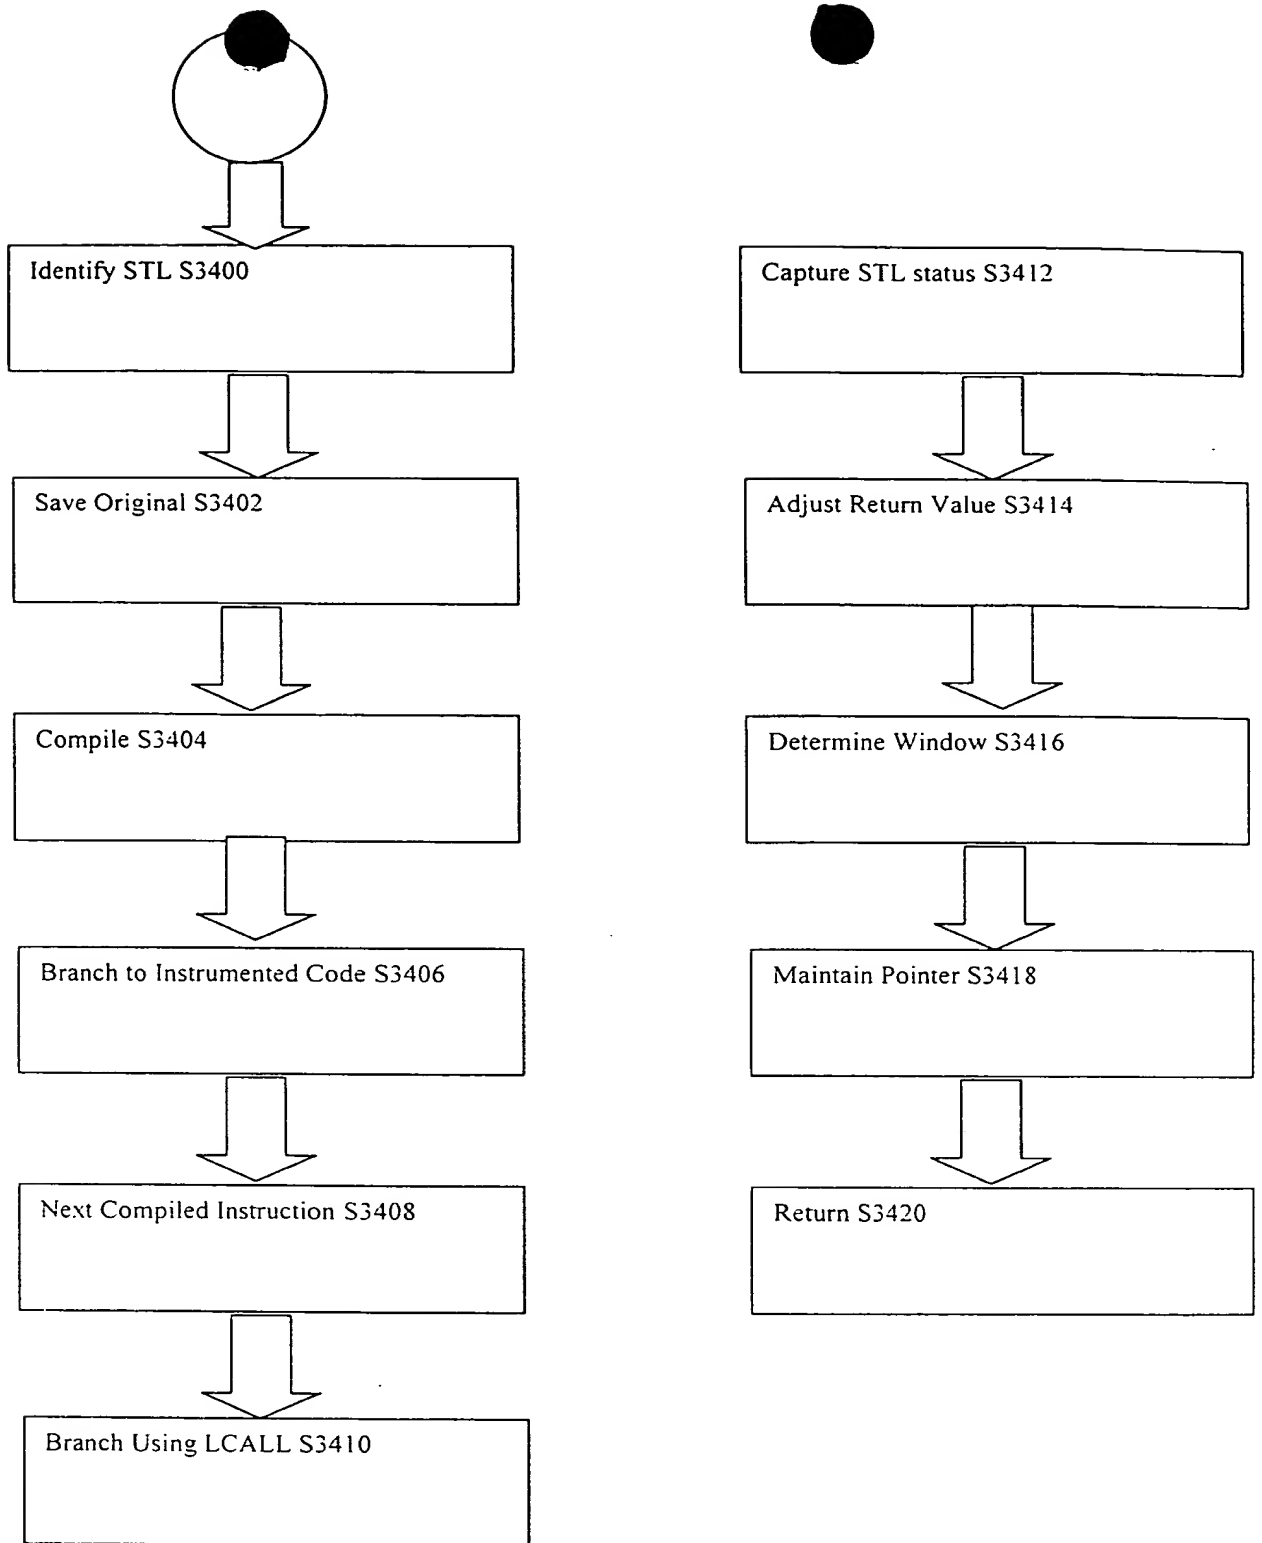 Identify STL S3400
Save Original S3402
Compile S3404
Branch to Instrumented Code S3406
Next Compiled Instruction S3408
Branch Using LCALL S3410
Capture STL status S3412
Adjust Return Value S3414
Determine Window S3416
Maintain Pointer S3418
Return S3420